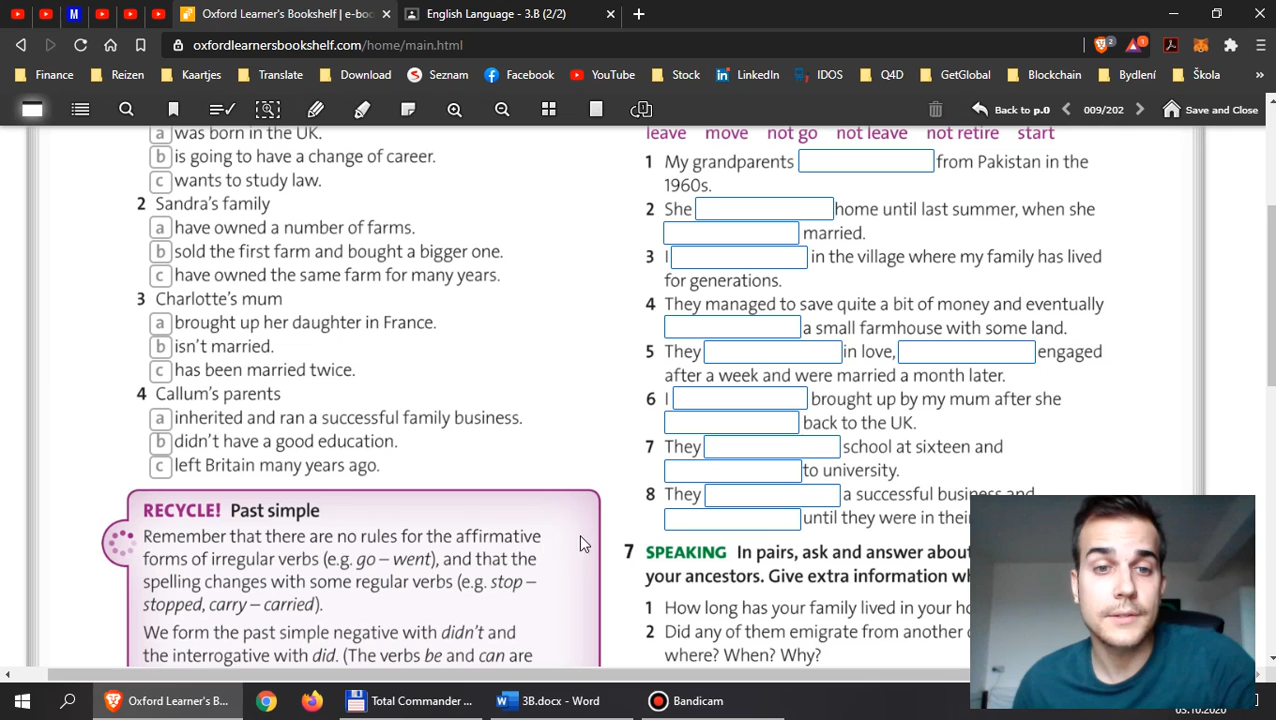 Oxford Learner's Bookshelf | e-boo
English Language - 3.B (2/2)
oxfordlearnersbookshelf.com/home/main.html
Finance
Reizen
Kaartjes
Translate
Download
Seznam
Facebook
YouTube
Stock
LinkedIn
IDOS
Q4D
GetGlobal
Blockchain
Bydlení
Škola
Back to p.0
009/202
Save and Close
a was born in the UK.
b is going to have a change of career.
c wants to study law.
2 Sandra's family
a have owned a number of farms.
b sold the first farm and bought a bigger one.
c have owned the same farm for many years.
3 Charlotte's mum
a brought up her daughter in France.
b isn't married.
c has been married twice.
4 Callum's parents
a inherited and ran a successful family business.
b didn't have a good education.
c left Britain many years ago.
RECYCLE! Past simple
Remember that there are no rules for the affirmative
forms of irregular verbs (e.g. go – went), and that the
spelling changes with some regular verbs (e.g. stop –
stopped, carry – carried).
We form the past simple negative with didn't and
the interrogative with did. (The verbs be and can are
leave move not go not leave not retire start
1 My grandparents from Pakistan in the
1960s.
2 She home until last summer, when she
married.
3 I in the village where my family has lived
for generations.
4 They managed to save quite a bit of money and eventually
a small farmhouse with some land.
5 They in love, engaged
after a week and were married a month later.
6 I brought up by my mum after she
back to the UK.
7 They school at sixteen and
to university.
8 They a successful business and
until they were in their
7 SPEAKING In pairs, ask and answer about
your ancestors. Give extra information wh
1 How long has your family lived in your ho
2 Did any of them emigrate from another c
where? When? Why?
Oxford Learner's B...
Total Commander ...
3B.docx - Word
Bandicam
03.10.2020